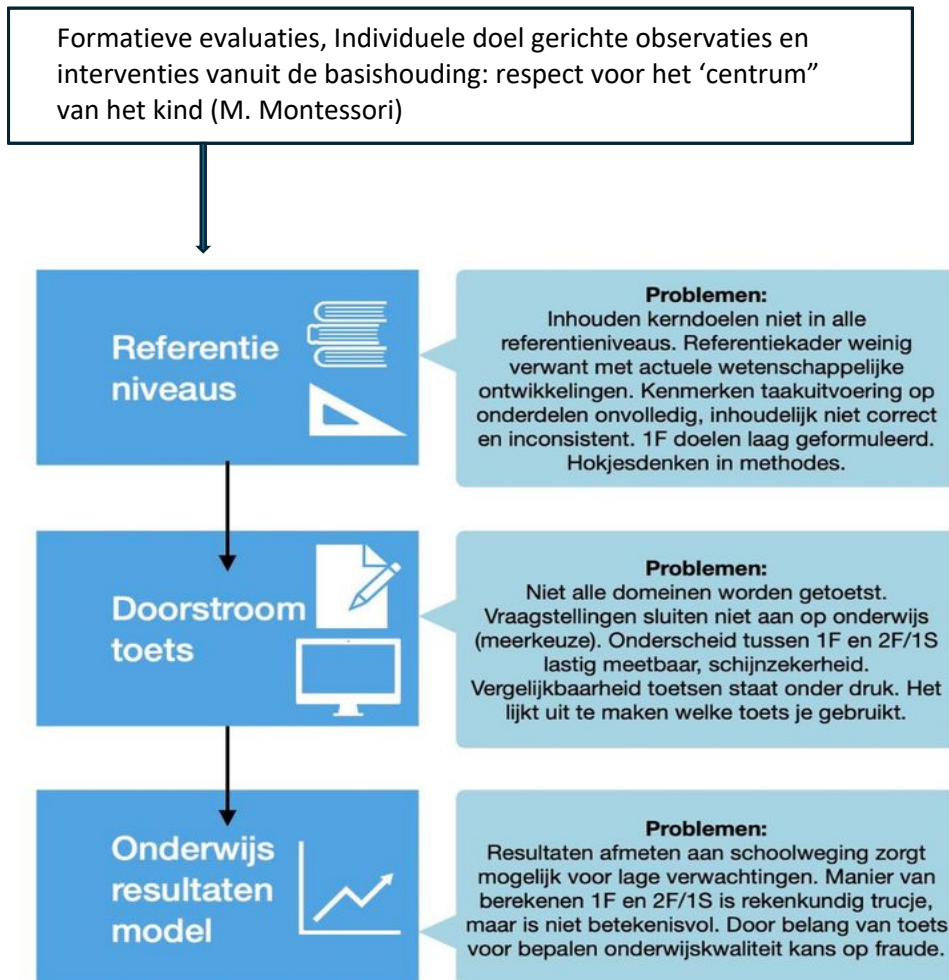 Formatieve evaluaties, Individuele doel gerichte observaties en
interventies vanuit de basishouding: respect voor het ‘centrum”
van het kind (M. Montessori)
Referentie
niveaus
Problemen:
Inhouden kerndoelen niet in alle
referentieniveaus. Referentiekader weinig
verwant met actuele wetenschappelijke
ontwikkelingen. Kenmerken taakuitvoering op
onderdelen onvolledig, inhoudelijk niet correct
en inconsistent. 1F doelen laag geformuleerd.
Hokjesdenken in methodes.
Doorstroom
toets
Problemen:
Niet alle domeinen worden getoetst.
Vraagstellingen sluiten niet aan op onderwijs
(meerkeuze). Onderscheid tussen 1F en 2F/1S
lastig meetbaar, schijnzekerheid.
Vergelijkbaarheid toetsen staat onder druk. Het
lijkt uit te maken welke toets je gebruikt.
Onderwijs
resultaten
model
Problemen:
Resultaten afmeten aan schoolweging zorgt
mogelijk voor lage verwachtingen. Manier van
berekenen 1F en 2F/1S is rekenkundig trucje,
maar is niet betekenisvol. Door belang van toets
voor bepalen onderwijskwaliteit kans op fraude.